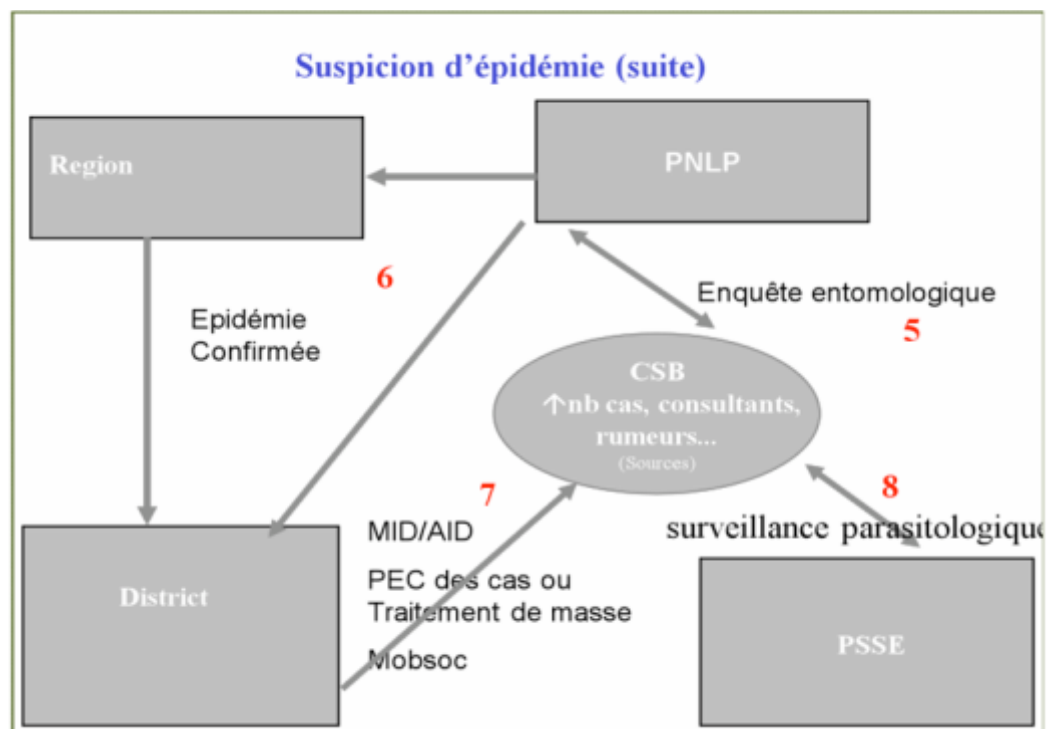 Suspicion d'épidémie (suite)
Region
PNLP
6
Enquête entomologique
5
Epidémie
Confirmée
CSB
↑nb cas, consultants,
rumeurs...
(Sources)
7
8
MID/AID
surveillance parasitologique
PEC des cas ou
Traitement de masse
District
Mobsoc
PSSE